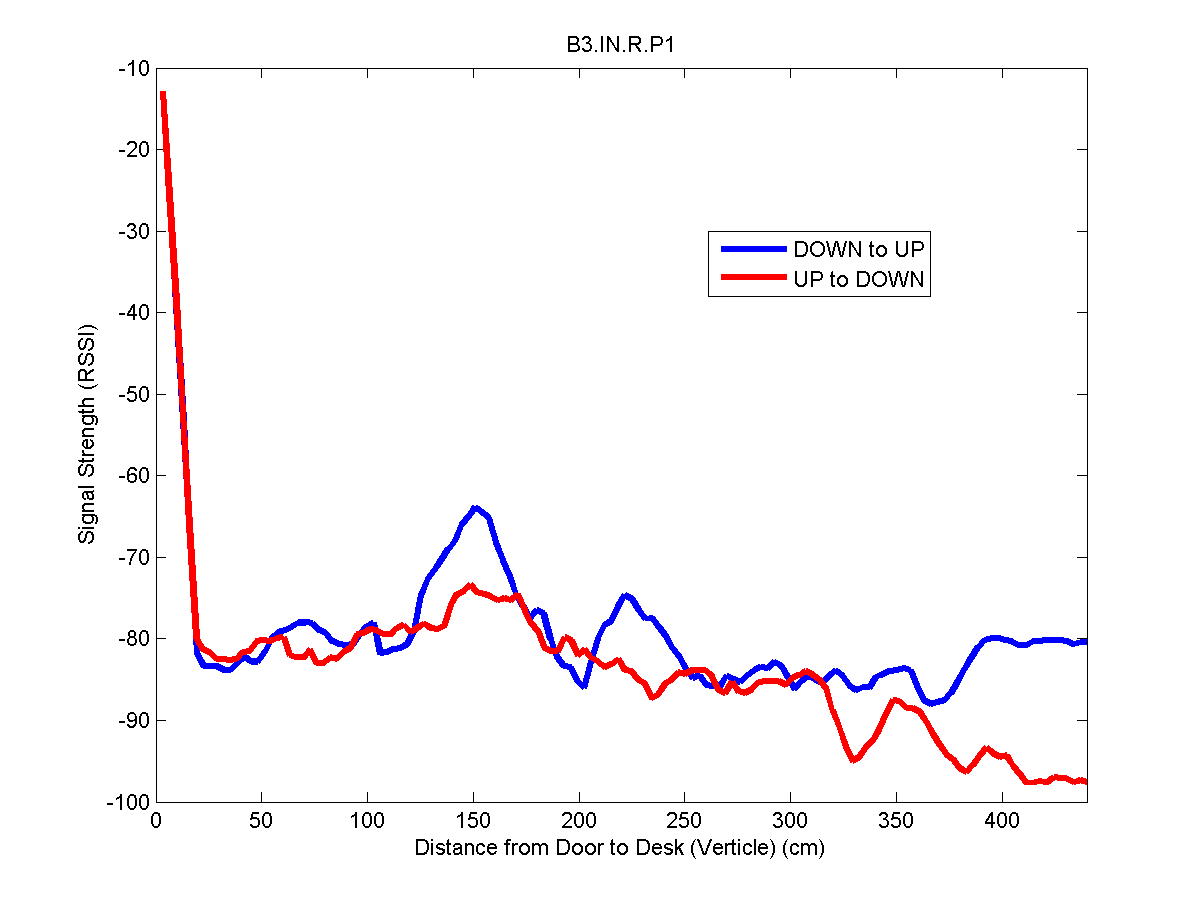 B3.IN.R.P1
-10
-20
-30
-40
-50
-60
-70
-80
-90
-100
Signal Strength (RSSI)
DOWN to UP
UP to DOWN
0 50 100 150 200 250 300 350 400
Distance from Door to Desk (Verticle) (cm)